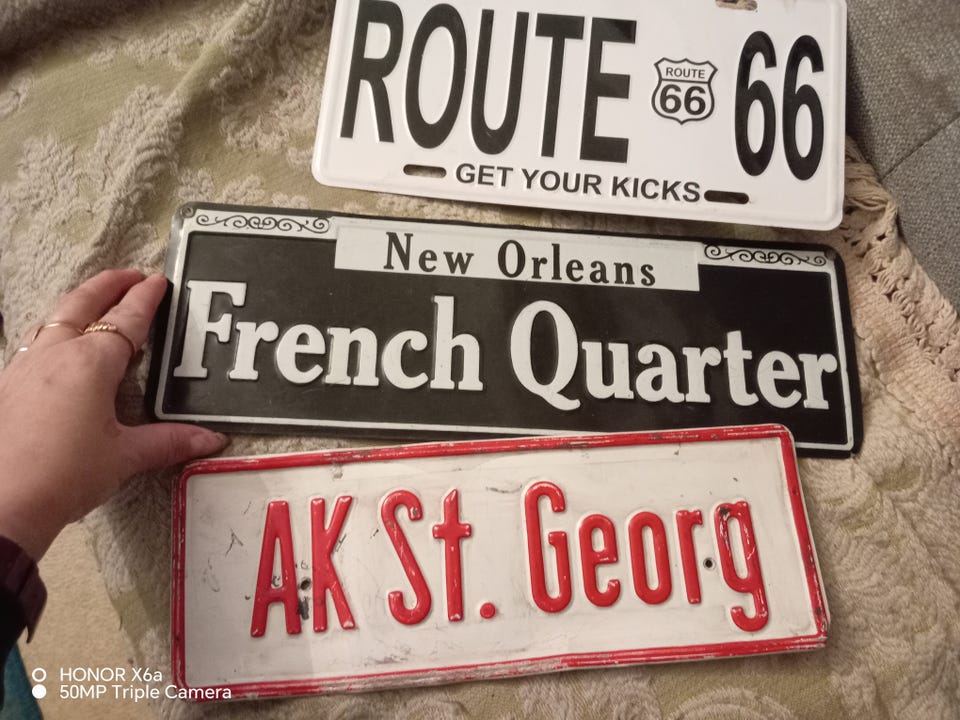 ROUTE 66
ROUTE
66
GET YOUR KICKS
New Orleans
French Quarter
AK St. Georg
HONOR X6a
50MP Triple Camera